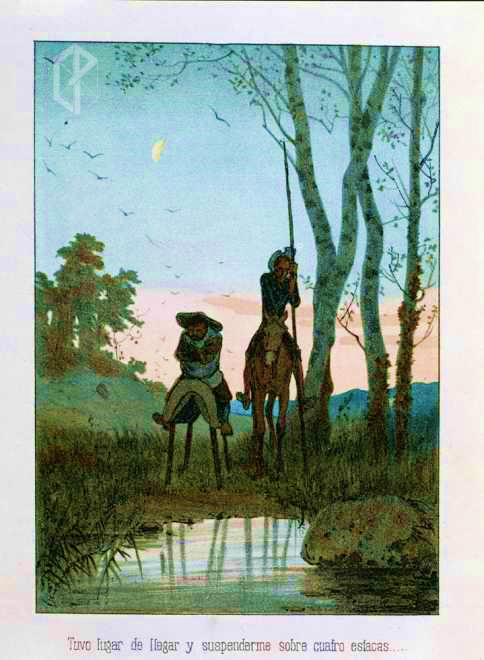 Tuvo lugar de llegar y suspenderme sobre cuatro estacas.....